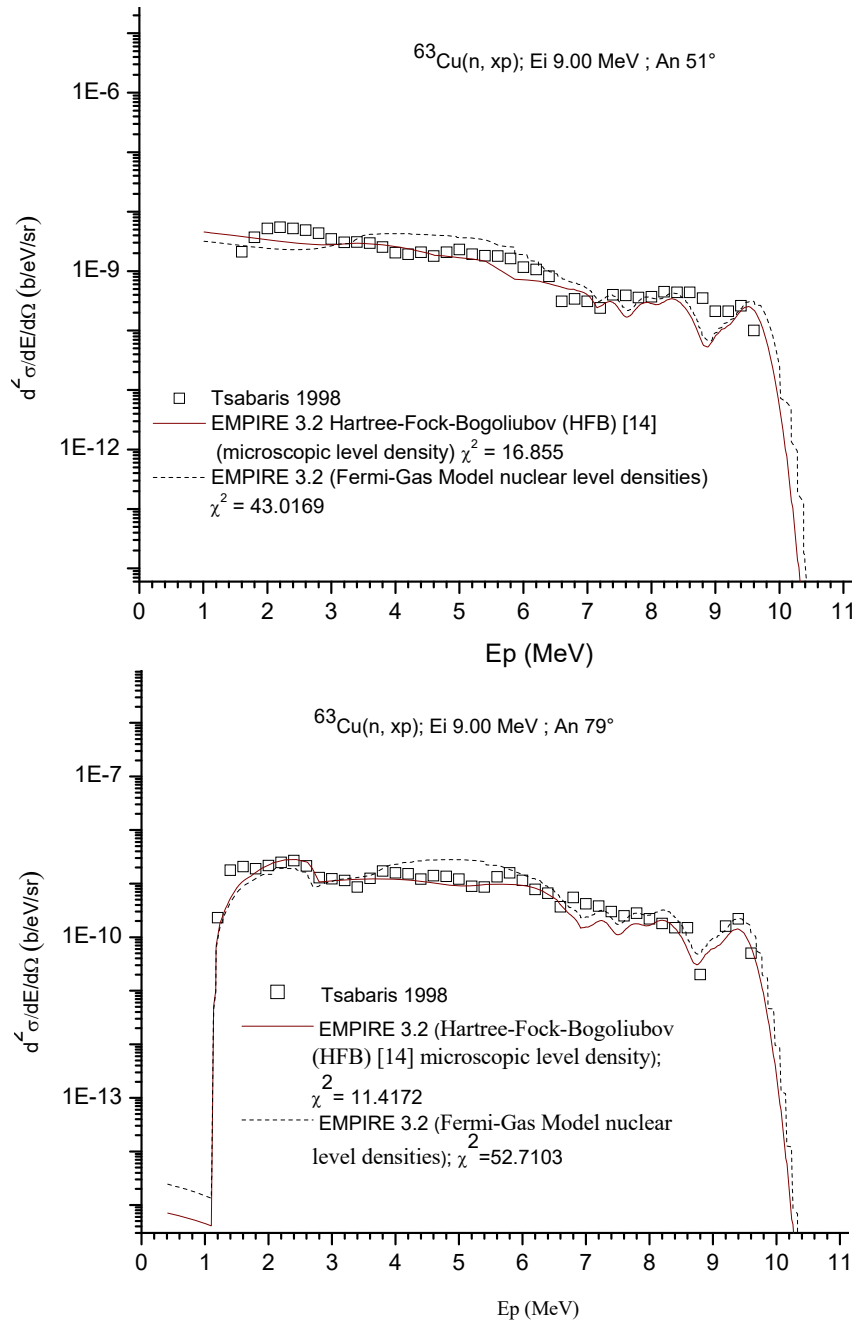 ⁶³Cu(n, xp); Ei 9.00 MeV ; An 51°
1E-6
1E-9
1E-12
d²σ/dE/dΩ (b/eV/sr)
Tsabaris 1998
EMPIRE 3.2 Hartree-Fock-Bogoliubov (HFB) [14]
(microscopic level density) χ² = 16.855
EMPIRE 3.2 (Fermi-Gas Model nuclear level densities)
χ² = 43.0169
0 1 2 3 4 5 6 7 8 9 10 11
Ep (MeV)
⁶³Cu(n, xp); Ei 9.00 MeV ; An 79°
1E-7
1E-10
1E-13
d²σ/dE/dΩ (b/eV/sr)
Tsabaris 1998
EMPIRE 3.2 (Hartree-Fock-Bogoliubov
(HFB) [14] microscopic level density);
χ² = 11.4172
EMPIRE 3.2 (Fermi-Gas Model nuclear
level densities); χ²=52.7103
0 1 2 3 4 5 6 7 8 9 10 11
Ep (MeV)